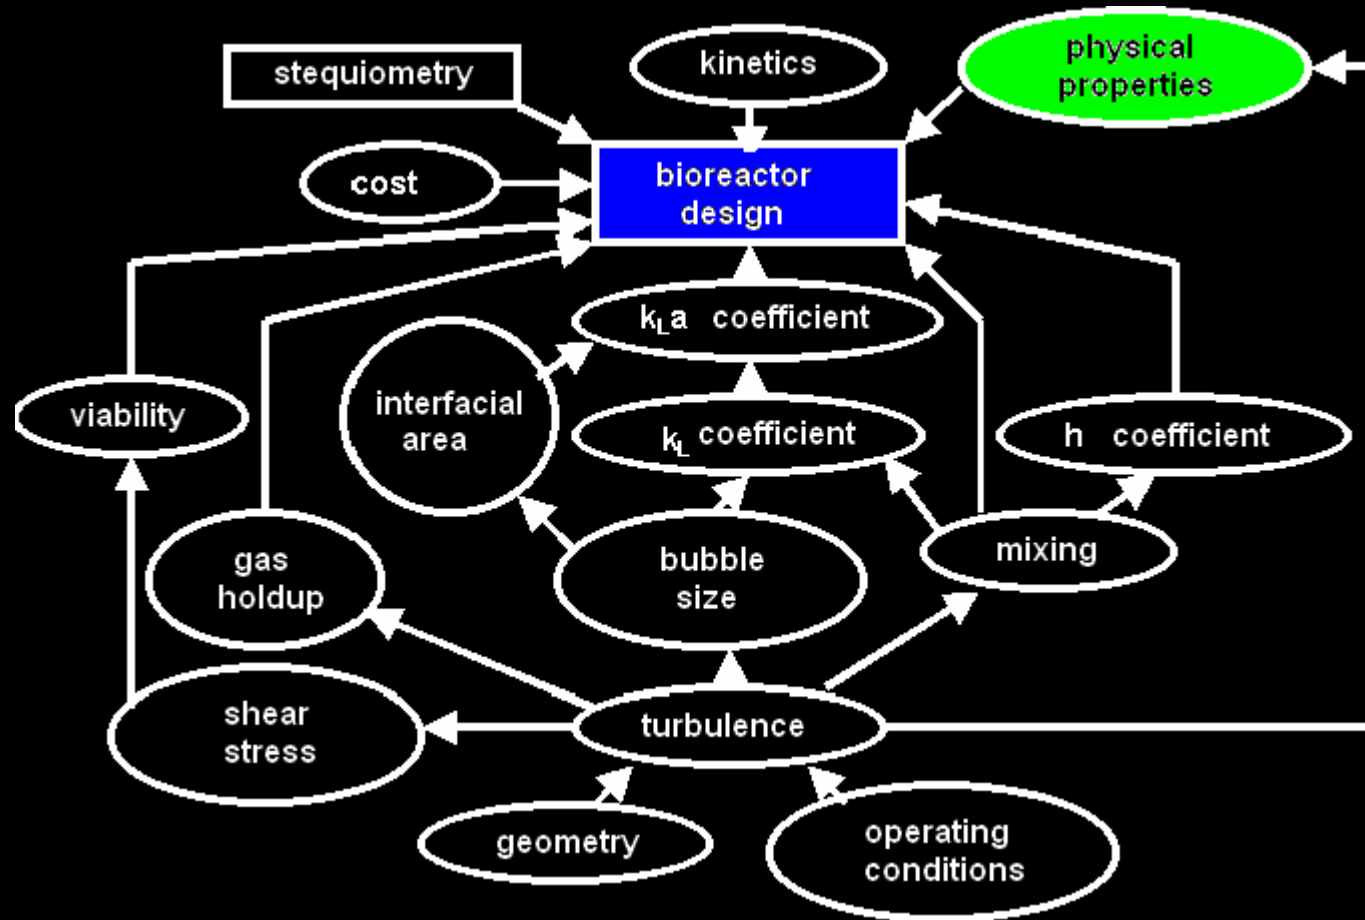 stequiometry
kinetics
physical
properties
cost
bioreactor
design
kLa coefficient
interfacial
area
viability
kL coefficient
h coefficient
gas
holdup
bubble
size
mixing
shear
stress
turbulence
geometry
operating
conditions